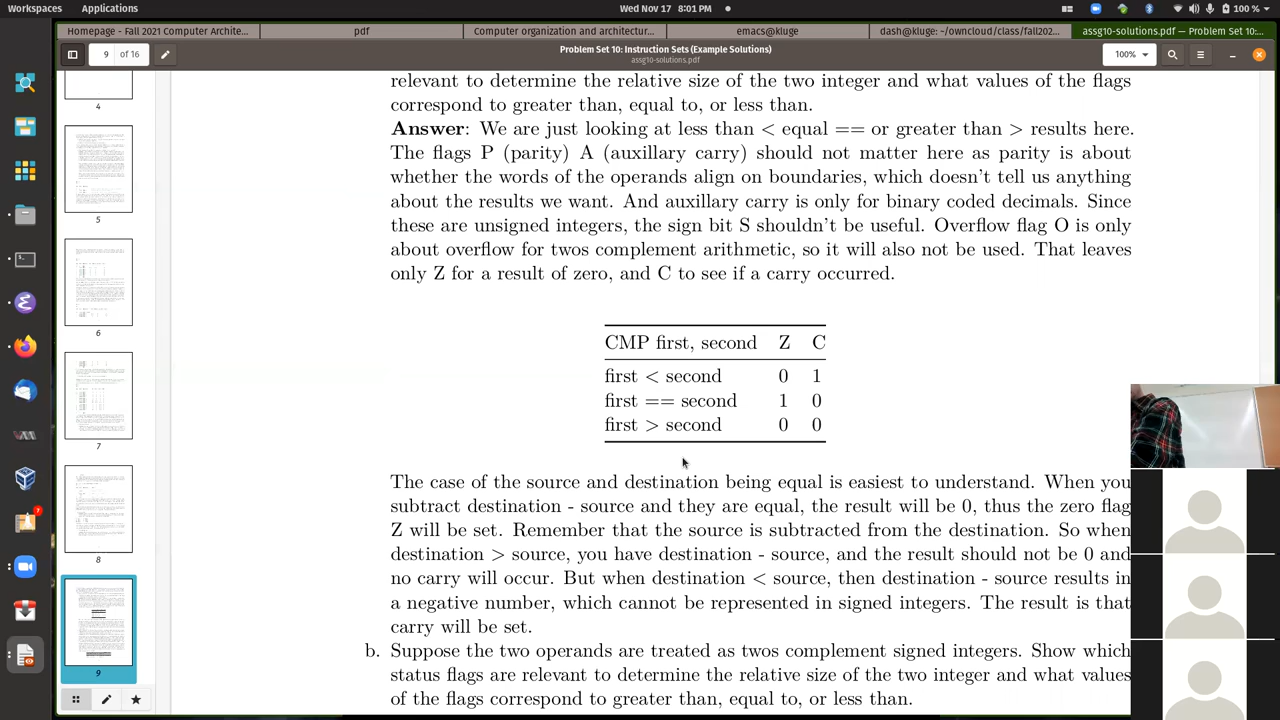 Workspaces Applications Wed Nov 17 8:01 PM 100 %
Homepage - Fall 2021 Computer Archite... pdf Computer organization and architectur... emacs@kluge dash@kluge: ~/owncloud/class/fall202... assg10-solutions.pdf — Problem Set 10:...
9 of 16 Problem Set 10: Instruction Sets (Example Solutions) 100%
assg10-solutions.pdf
relevant to determine the relative size of the two integer and what values of the flags
correspond to greater than, equal to, or less than.
Answer: We are just looking at less than < equal == or greater than > results here.
The flags P (parity) A (auxillary carry) should not matter here as parity is about
whether the words of the operands align on boundaries, which doesn't tell us anything
about the results we want. And auxillary carry is only for binary coded decimals. Since
these are unsigned integers, the sign bit S shouldn't be useful. Overflow flag O is only
about overflow for twos complement arithmetic so it will also not be used. That leaves
only Z for a result of zero, and C to see if a carry occurred.
CMP first, second Z C
first < second 0 1
first == second 1 0
first > second 0 0
The case of the source and destination being equal is easiest to understand. When you
subtract destination - source and they are equal, the result will be 0, thus the zero flag
Z will be set. Remember that the source is subtracted from the destination. So when
destination > source, you have destination - source, and the result should not be 0 and
no carry will occur. But when destination < source, then destination - source results in
a negative number, which cannot be represented in signed integers. The result is that
carry will be set.
b. Suppose the two operands are treated as twos complement signed integers. Show which
status flags are relevant to determine the relative size of the two integer and what values
of the flags correspond to greater than, equal to, or less than.
4
5
6
7
8
9
7